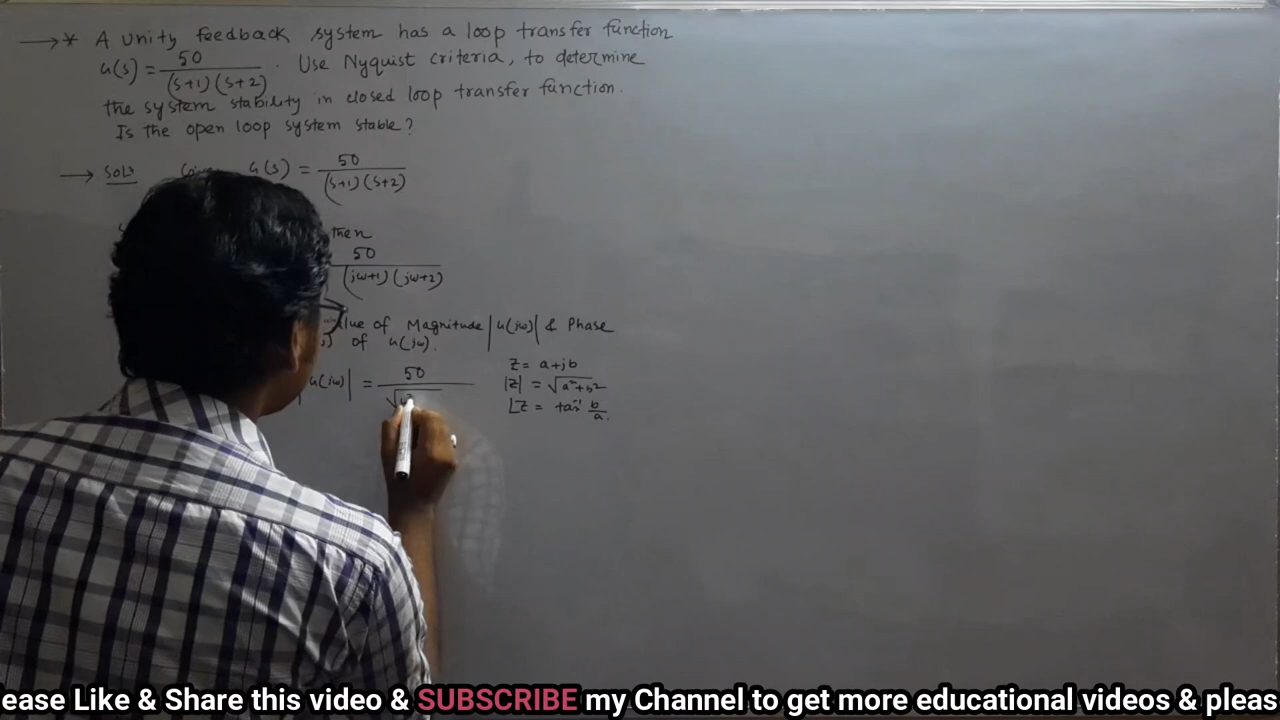 → * A unity feedback system has a loop transfer function
G(s) = 50 / (s+1)(s+2) . Use Nyquist criteria, to determine
the system stability in closed loop transfer function.
Is the open loop system stable?
→ Solⁿ G(s) = 50 / (s+1)(s+2)
then
50 / (jω+1)(jω+2)
value of Magnitude |G(jω)| & Phase
of G(jω).
|G(jω)| = 50 / √ω²
z = a+jb
|z| = √a²+b²
∠z = tan⁻¹ b/a.
ease Like & Share this video & SUBSCRIBE my Channel to get more educational videos & pleas